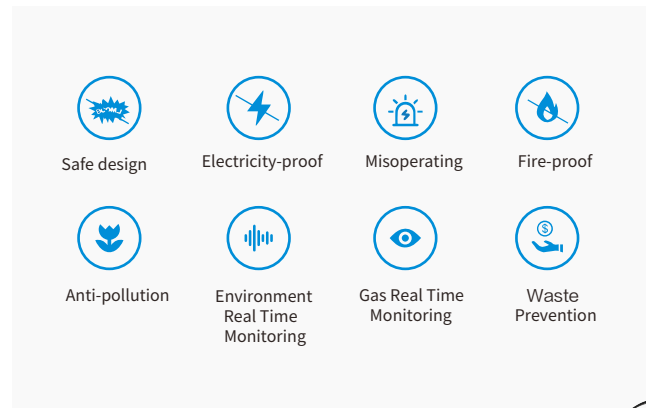 Safe design
Electricity-proof
Misoperating
Fire-proof
Anti-pollution
Environment
Real Time
Monitoring
Gas Real Time
Monitoring
$
Waste
Prevention